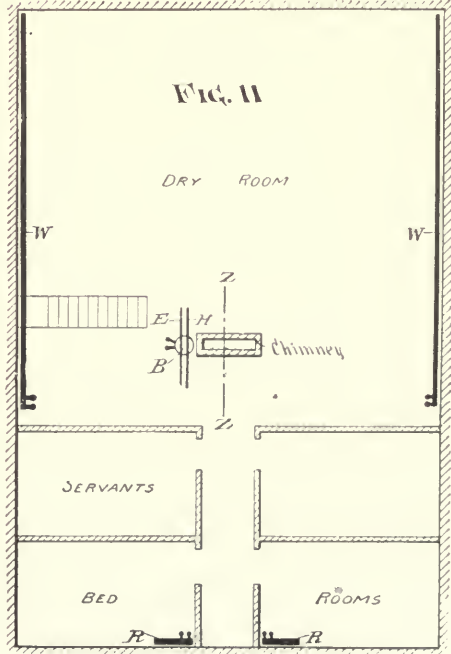 FIG. 11
DRY ROOM
W W
Z
E H
Chimney
B
Z
SERVANTS
BED ROOMS
R R